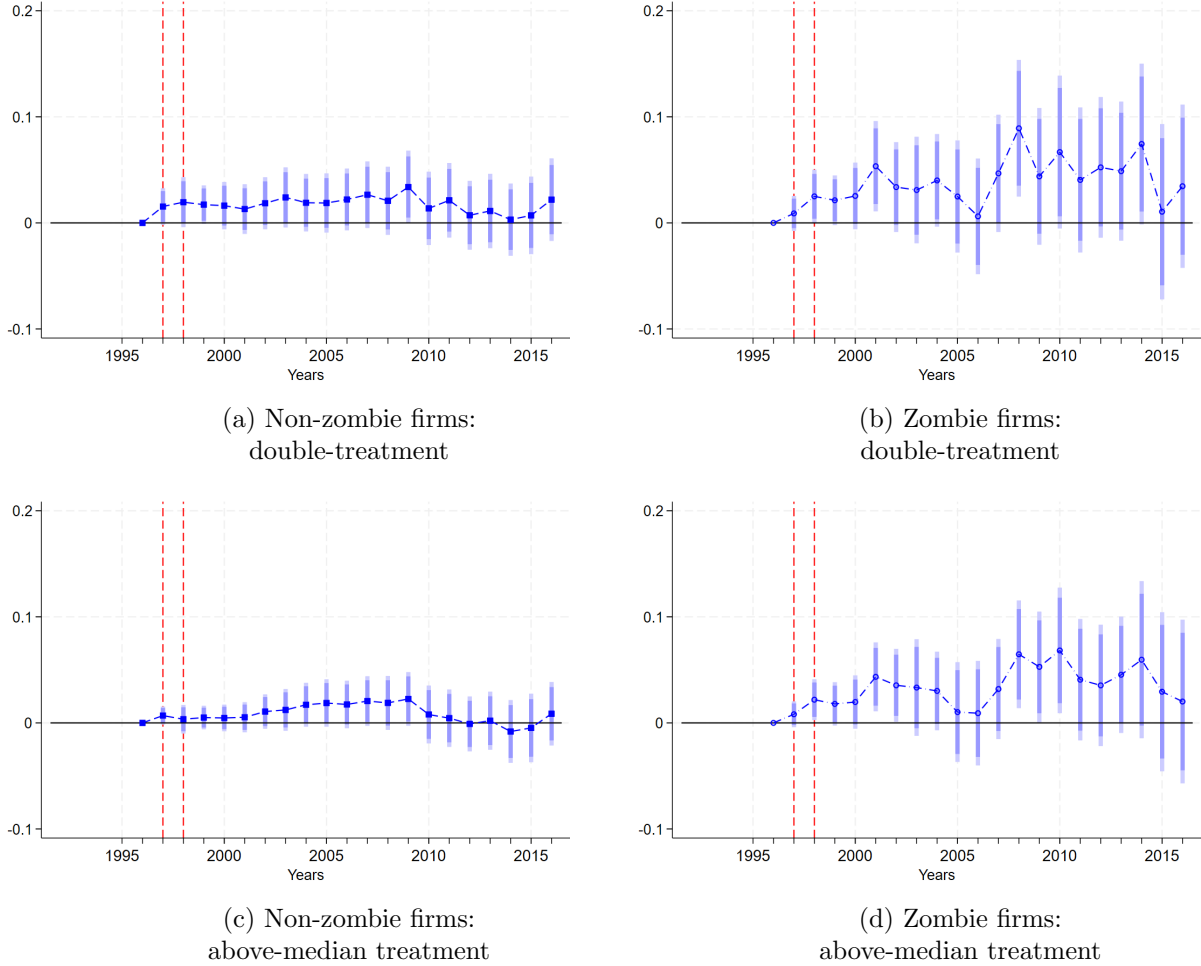 0.2
0.1
0
-0.1
1995 2000 2005 2010 2015
Years
(a) Non-zombie firms:
double-treatment
0.2
0.1
0
-0.1
1995 2000 2005 2010 2015
Years
(b) Zombie firms:
double-treatment
0.2
0.1
0
-0.1
1995 2000 2005 2010 2015
Years
(c) Non-zombie firms:
above-median treatment
0.2
0.1
0
-0.1
1995 2000 2005 2010 2015
Years
(d) Zombie firms:
above-median treatment